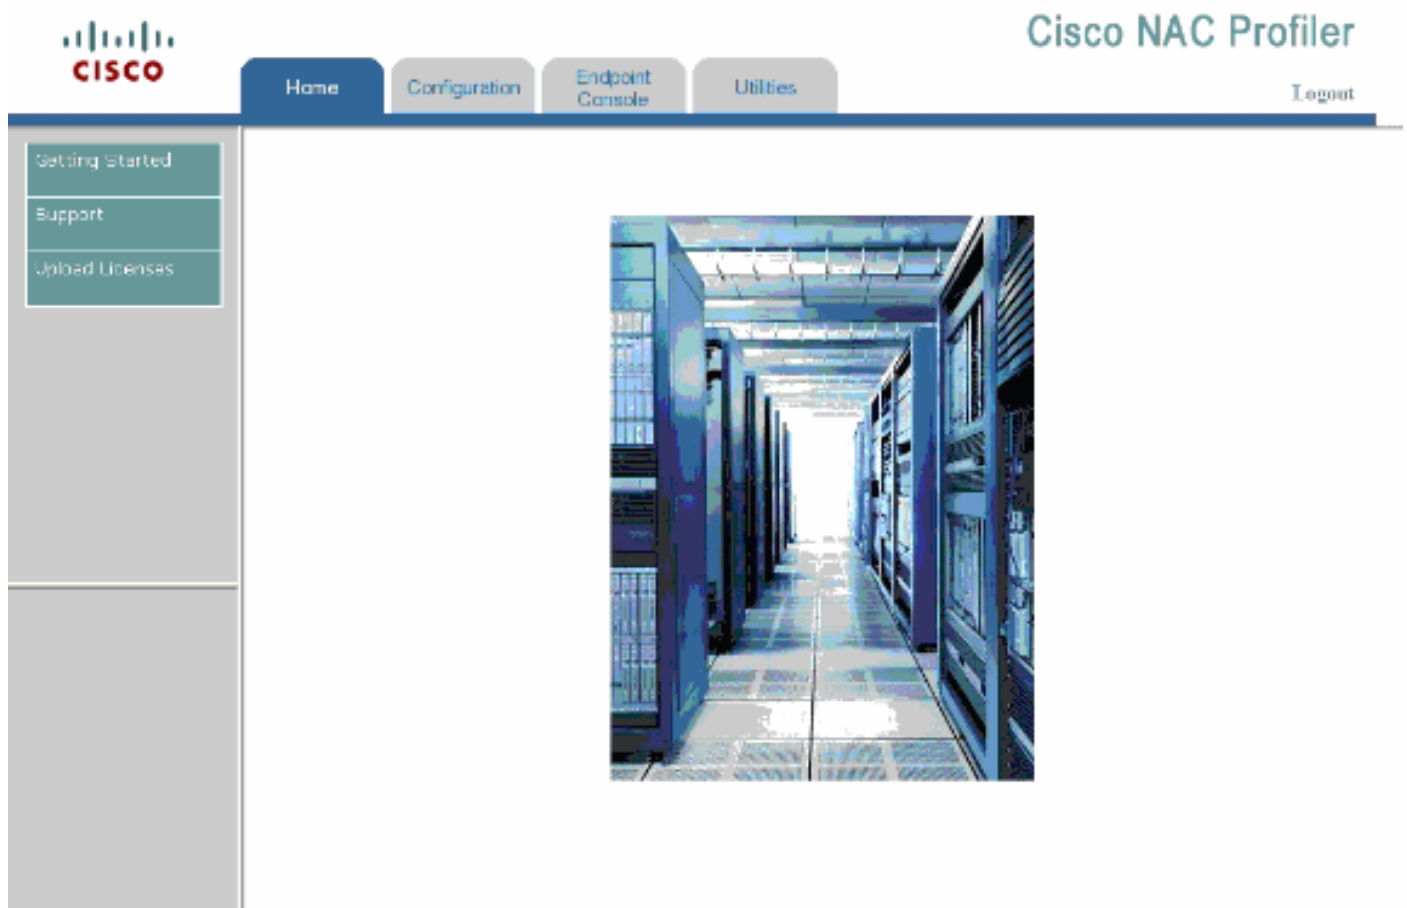 CISCO
Cisco NAC Profiler
Home
Configuration
Endpoint
Console
Utilities
Logout
Getting Started
Support
Upload Licenses